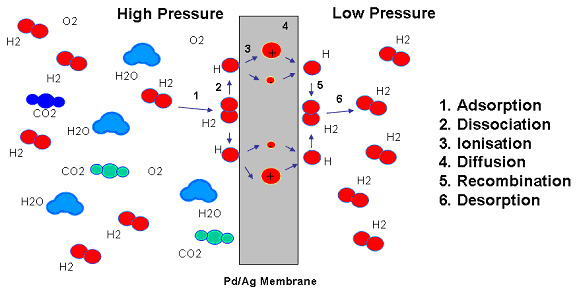 High Pressure
4
Low Pressure
O2
H2
O2
H2
H2O
H2
1
2
3
H
H2
H
+
H
5
H2
6
H2
H2
CO2
H2O
H2
H
+
H
H2
CO2
O2
H2O
H2O
H2
H2
CO2
H2
H2
Pd/Ag Membrane
1. Adsorption
2. Dissociation
3. Ionisation
4. Diffusion
5. Recombination
6. Desorption